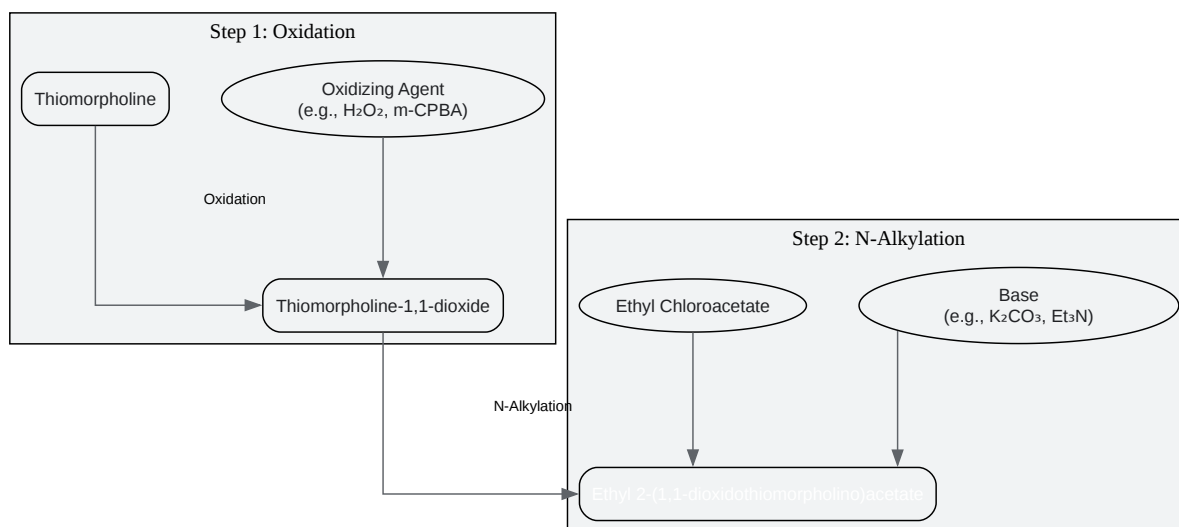 Step 1: Oxidation
Thiomorpholine
Oxidizing Agent
(e.g., H₂O₂, m-CPBA)
Oxidation
Thiomorpholine-1,1-dioxide
Step 2: N-Alkylation
Ethyl Chloroacetate
Base
(e.g., K₂CO₃, Et₃N)
N-Alkylation
Ethyl 2-(1,1-dioxidothiomorpholino)acetate